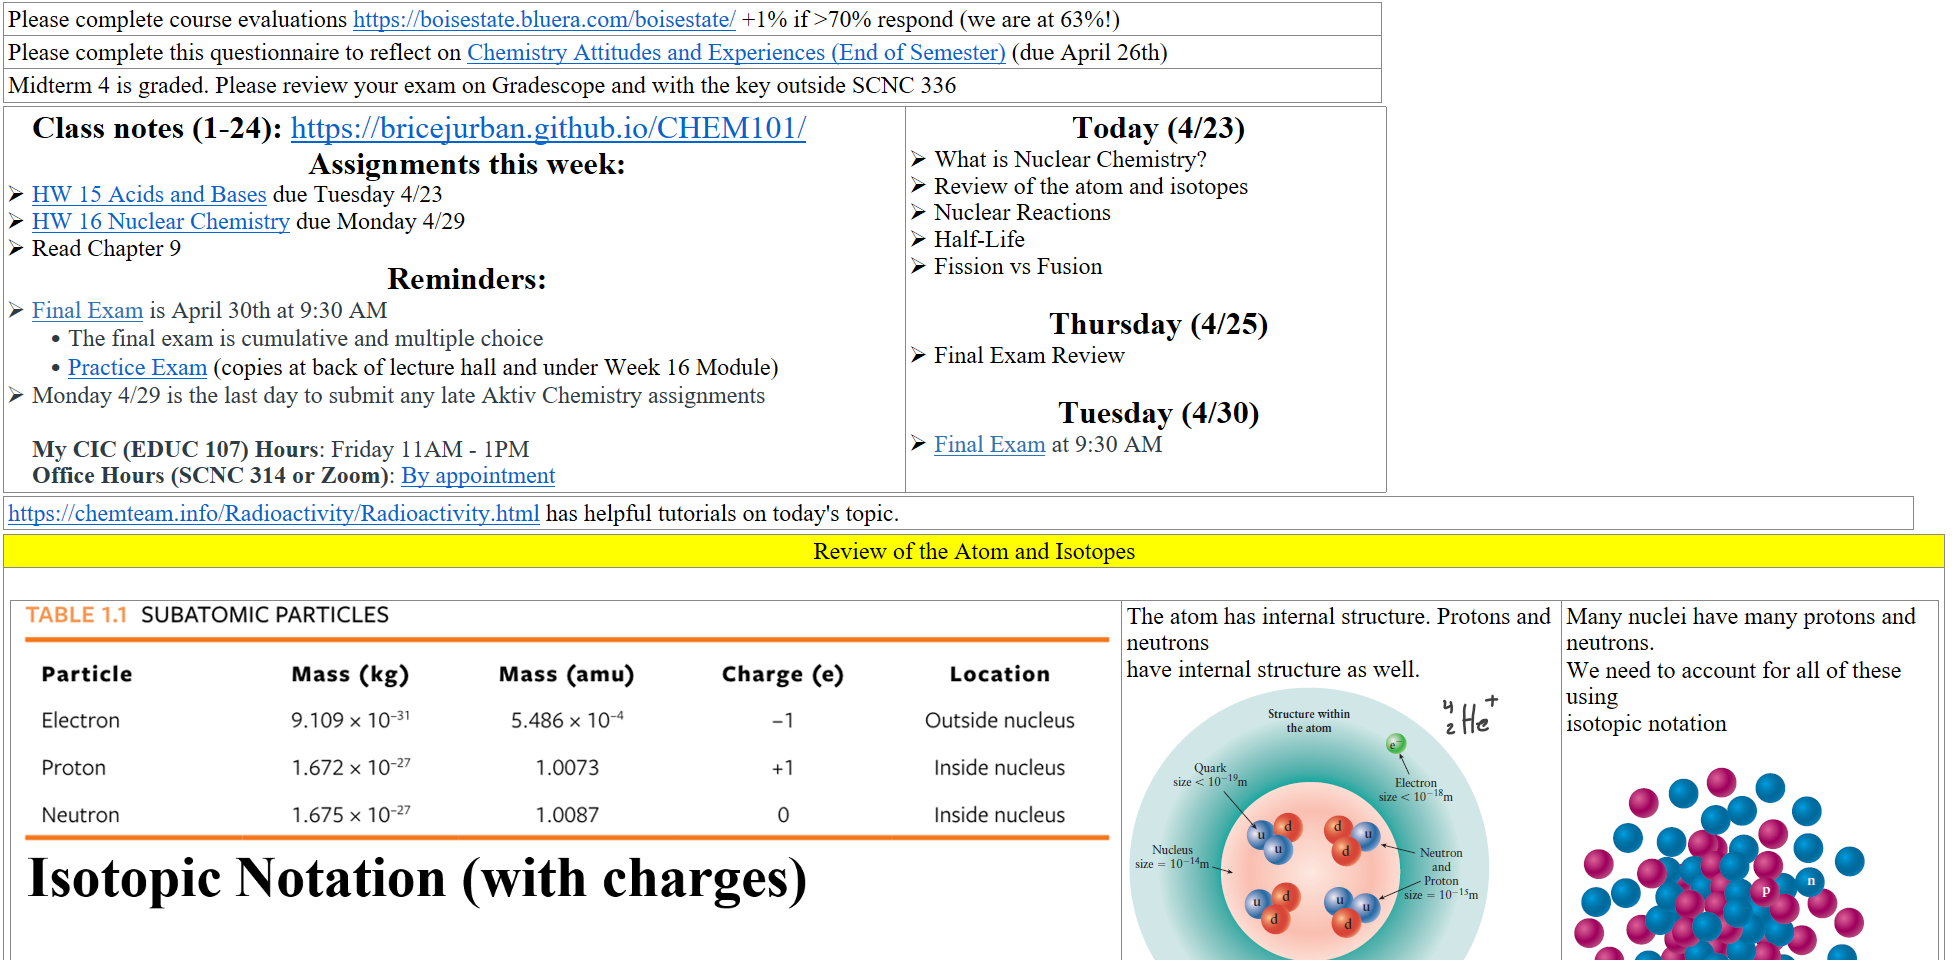 Please complete course evaluations https://boisestate.bluera.com/boisestate/ +1% if >70% respond (we are at 63%!)
Please complete this questionnaire to reflect on Chemistry Attitudes and Experiences (End of Semester) (due April 26th)
Midterm 4 is graded. Please review your exam on Gradescope and with the key outside SCNC 336
Class notes (1-24): https://bricejurban.github.io/CHEM101/
Assignments this week:
➢ HW 15 Acids and Bases due Tuesday 4/23
➢ HW 16 Nuclear Chemistry due Monday 4/29
➢ Read Chapter 9
Reminders:
➢ Final Exam is April 30th at 9:30 AM
• The final exam is cumulative and multiple choice
• Practice Exam (copies at back of lecture hall and under Week 16 Module)
➢ Monday 4/29 is the last day to submit any late Aktiv Chemistry assignments
My CIC (EDUC 107) Hours: Friday 11AM - 1PM
Office Hours (SCNC 314 or Zoom): By appointment
Today (4/23)
➢ What is Nuclear Chemistry?
➢ Review of the atom and isotopes
➢ Nuclear Reactions
➢ Half-Life
➢ Fission vs Fusion
Thursday (4/25)
➢ Final Exam Review
Tuesday (4/30)
➢ Final Exam at 9:30 AM
https://chemteam.info/Radioactivity/Radioactivity.html has helpful tutorials on today's topic.
Review of the Atom and Isotopes
TABLE 1.1 SUBATOMIC PARTICLES
Particle Mass (kg) Mass (amu) Charge (e) Location
Electron 9.109 × 10⁻³¹ 5.486 × 10⁻⁴ −1 Outside nucleus
Proton 1.672 × 10⁻²⁷ 1.0073 +1 Inside nucleus
Neutron 1.675 × 10⁻²⁷ 1.0087 0 Inside nucleus
Isotopic Notation (with charges)
The atom has internal structure. Protons and
neutrons
have internal structure as well.
Structure within
the atom
⁴₂He⁺
e⁻
Quark
size < 10⁻¹⁹m
Electron
size < 10⁻¹⁸m
u d u
d u d
Nucleus
size = 10⁻¹⁴m
Neutron
and
Proton
size = 10⁻¹⁵m
u d d
u u d
Many nuclei have many protons and
neutrons.
We need to account for all of these
using
isotopic notation
p n